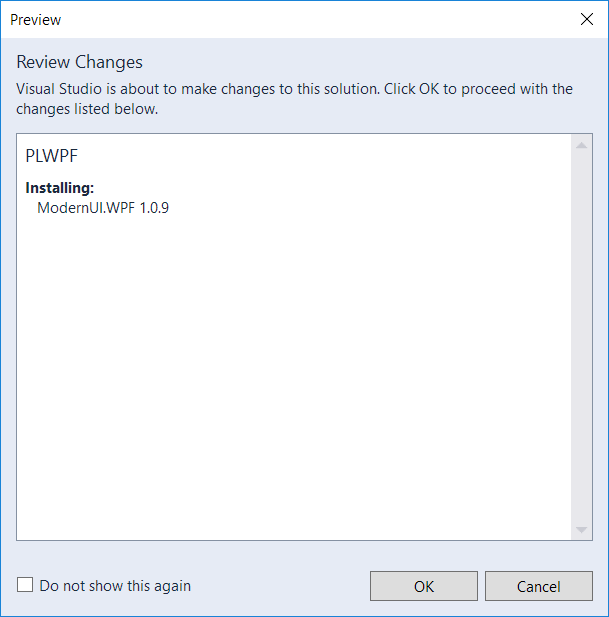 Preview
Review Changes
Visual Studio is about to make changes to this solution. Click OK to proceed with the
changes listed below.
PLWPF
Installing:
ModernUI.WPF 1.0.9
Do not show this again
OK
Cancel